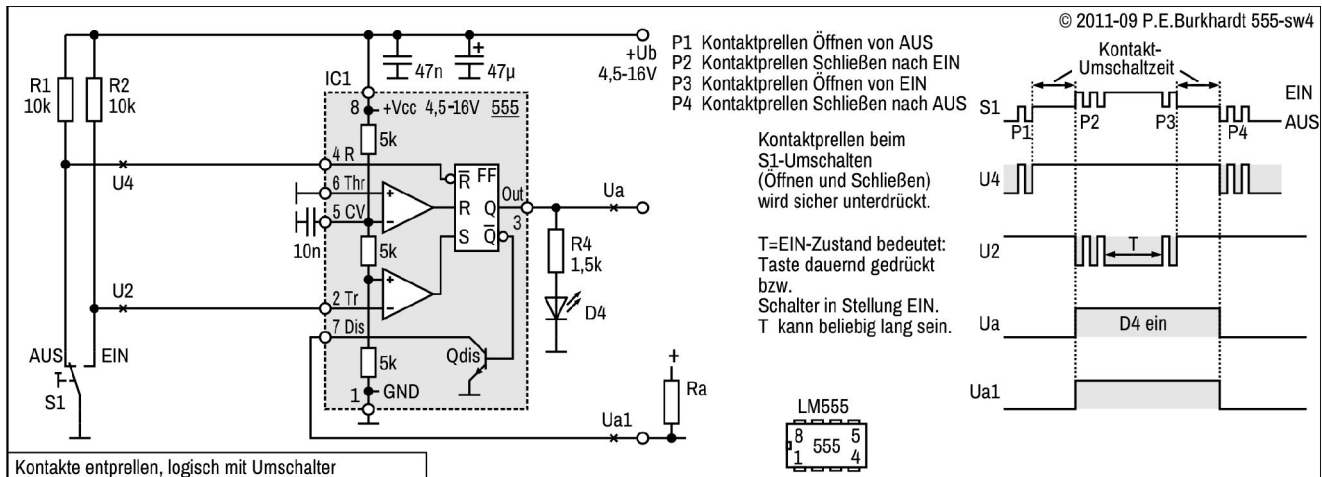 © 2011-09 P.E.Burkhardt 555-sw4
R1
10k
R2
10k
47n
+
47µ
+Ub
4,5-16V
IC1
8
+Vcc 4,5-16V 555
5k
4 R
U4
6 Thr
5 CV
10n
5k
U2
2 Tr
7 Dis
5k
1
GND
Qdis
+
-
+
-
R FF
R Q
S Q
Out
3
Ua
R4
1,5k
D4
AUS
EIN
S1
+
Ra
Ua1
Kontakte entprellen, logisch mit Umschalter
P1 Kontaktprellen Öffnen von AUS
P2 Kontaktprellen Schließen nach EIN
P3 Kontaktprellen Öffnen von EIN
P4 Kontaktprellen Schließen nach AUS
Kontaktprellen beim
S1-Umschalten
(Öffnen und Schließen)
wird sicher unterdrückt.
T=EIN-Zustand bedeutet:
Taste dauernd gedrückt
bzw.
Schalter in Stellung EIN.
T kann beliebig lang sein.
LM555
8 5
555
1 4
Kontakt-
Umschaltzeit
S1
EIN
AUS
P1 P2 P3 P4
U4
U2
T
Ua
D4 ein
Ua1